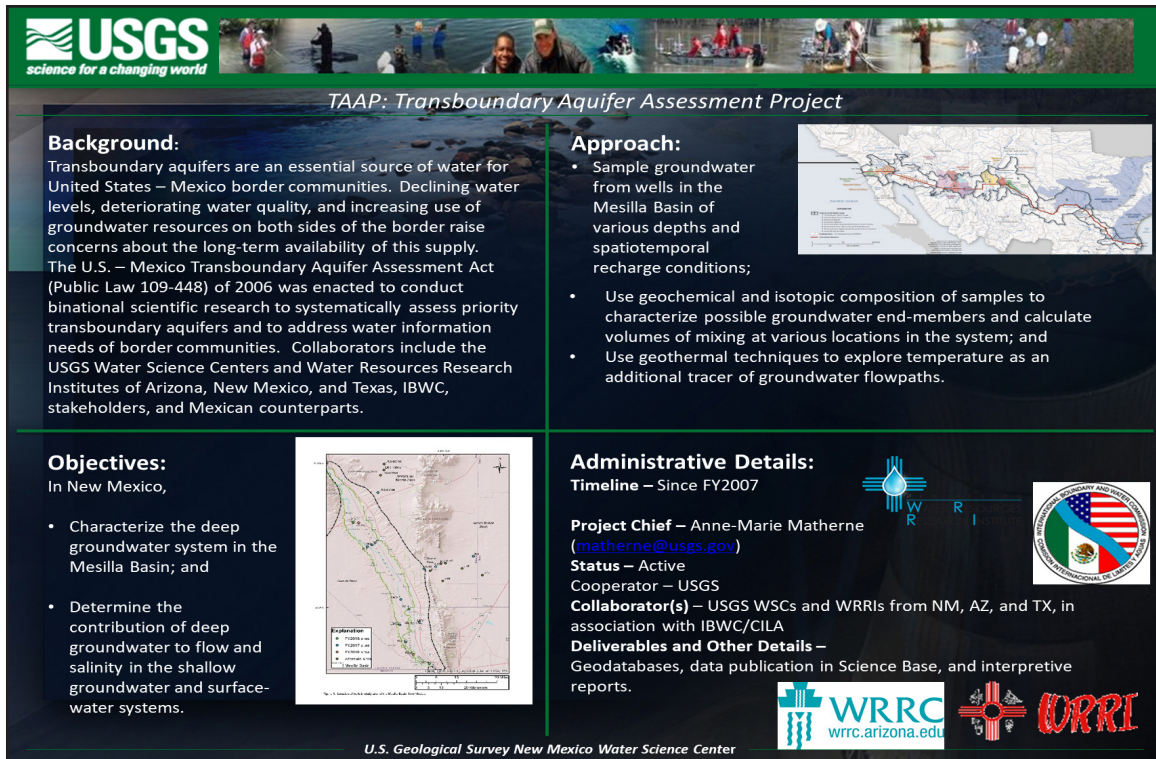 USGS
science for a changing world
TAAP: Transboundary Aquifer Assessment Project
Background:
Transboundary aquifers are an essential source of water for
United States – Mexico border communities. Declining water
levels, deteriorating water quality, and increasing use of
groundwater resources on both sides of the border raise
concerns about the long-term availability of this supply.
The U.S. – Mexico Transboundary Aquifer Assessment Act
(Public Law 109-448) of 2006 was enacted to conduct
binational scientific research to systematically assess priority
transboundary aquifers and to address water information
needs of border communities. Collaborators include the
USGS Water Science Centers and Water Resources Research
Institutes of Arizona, New Mexico, and Texas, IBWC,
stakeholders, and Mexican counterparts.
Approach:
• Sample groundwater
from wells in the
Mesilla Basin of
various depths and
spatiotemporal
recharge conditions;
• Use geochemical and isotopic composition of samples to
characterize possible groundwater end-members and calculate
volumes of mixing at various locations in the system; and
• Use geothermal techniques to explore temperature as an
additional tracer of groundwater flowpaths.
Objectives:
In New Mexico,
• Characterize the deep
groundwater system in the
Mesilla Basin; and
• Determine the
contribution of deep
groundwater to flow and
salinity in the shallow
groundwater and surface-
water systems.
Explanation
Administrative Details:
Timeline – Since FY2007
Project Chief – Anne-Marie Matherne
(matherne@usgs.gov)
Status – Active
Cooperator – USGS
Collaborator(s) – USGS WSCs and WRRIs from NM, AZ, and TX, in
association with IBWC/CILA
Deliverables and Other Details –
Geodatabases, data publication in Science Base, and interpretive
reports.
W R
R I
INTERNATIONAL BOUNDARY AND WATER COMMISSION
COMISION INTERNACIONAL DE LIMITES Y AGUAS
WRRC
wrrc.arizona.edu
WRRI
U.S. Geological Survey New Mexico Water Science Center